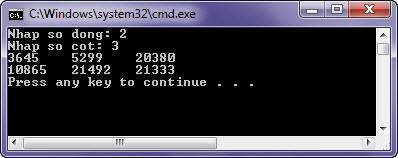 C:\Windows\system32\cmd.exe
Nhap so dong: 2
Nhap so cot: 3
3645 5299 20380
10865 21492 21333
Press any key to continue . . .